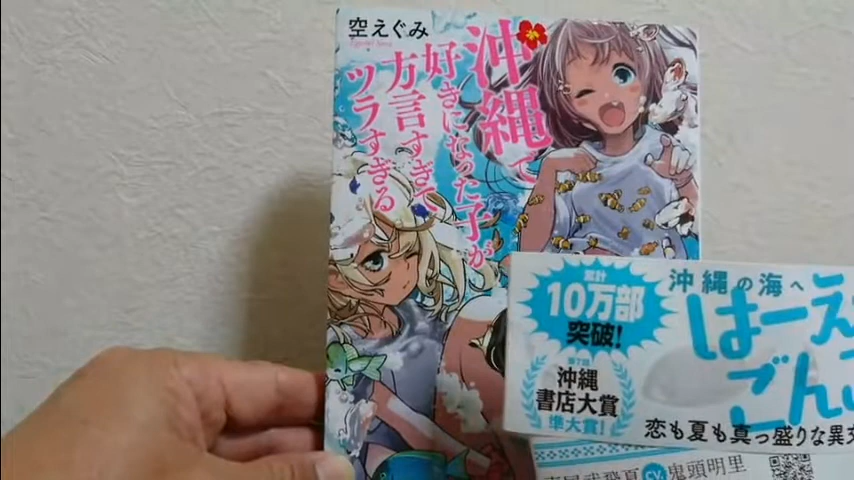 空えぐみ
沖縄で
好きになった子が
方言すぎて
ツラすぎる
累計
10万部
突破!
第7回
沖縄
書店大賞
準大賞!
沖縄の海へ
はーえ
ごんご
恋も夏も真っ盛りな異文
鬼頭明里